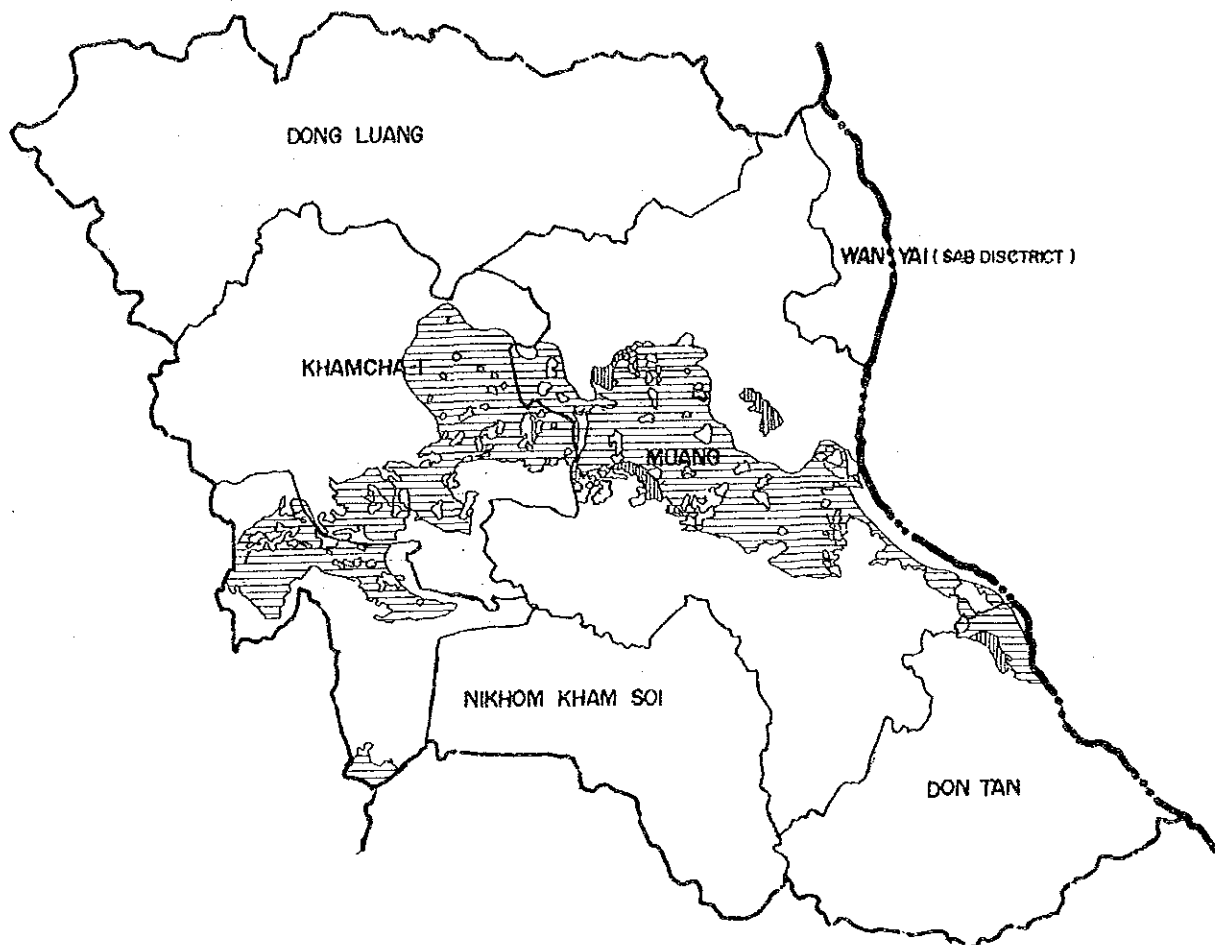 DONG LUANG
WAN YAI ( SAB DISCTRICT )
KHAMCHA-I
MUANG
NIKHOM KHAM SOI
DON TAN